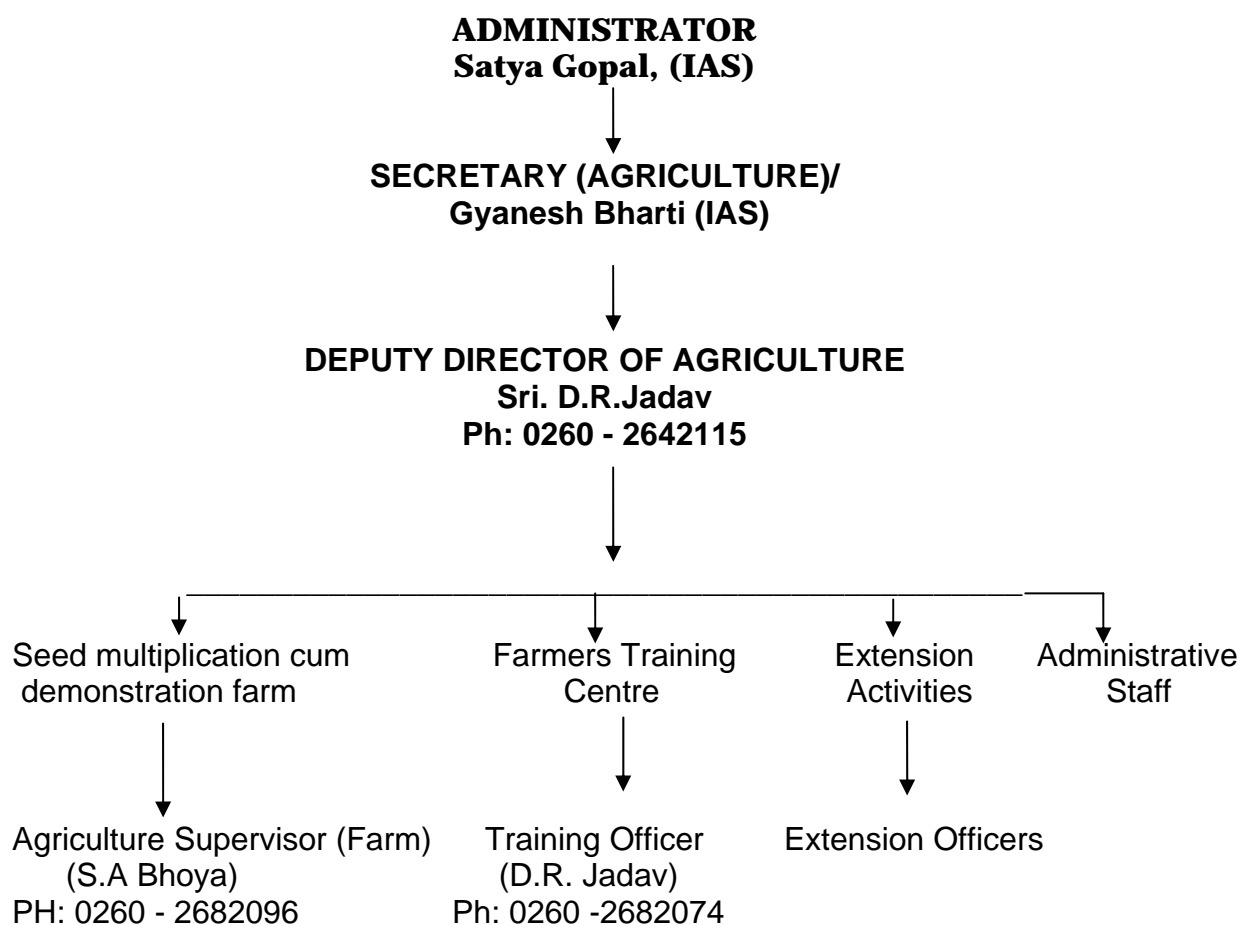 ADMINISTRATOR
Satya Gopal, (IAS)
SECRETARY (AGRICULTURE)/
Gyanesh Bharti (IAS)
DEPUTY DIRECTOR OF AGRICULTURE
Sri. D.R.Jadav
Ph: 0260 - 2642115
Seed multiplication cum
demonstration farm
Farmers Training
Centre
Extension
Activities
Administrative
Staff
Agriculture Supervisor (Farm)
(S.A Bhoya)
PH: 0260 - 2682096
Training Officer
(D.R. Jadav)
Ph: 0260 -2682074
Extension Officers